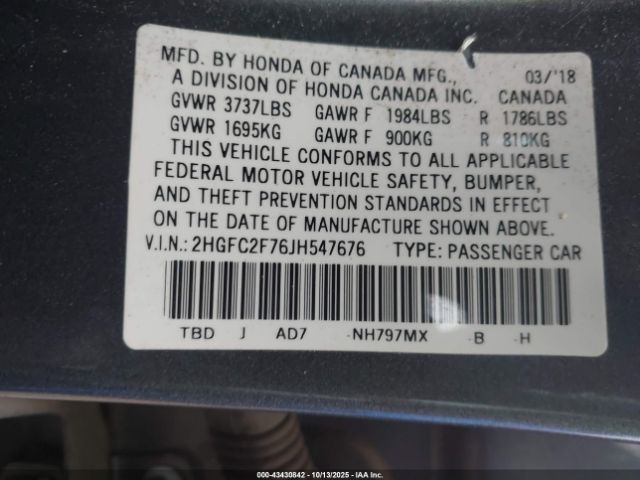 MFD. BY HONDA OF CANADA MFG., 03/'18
A DIVISION OF HONDA CANADA INC. CANADA
GVWR 3737LBS GAWR F 1984LBS R 1786LBS
GVWR 1695KG GAWR F 900KG R 810KG
THIS VEHICLE CONFORMS TO ALL APPLICABLE
FEDERAL MOTOR VEHICLE SAFETY, BUMPER,
AND THEFT PREVENTION STANDARDS IN EFFECT
ON THE DATE OF MANUFACTURE SHOWN ABOVE.
V.I.N.: 2HGFC2F76JH547676 TYPE: PASSENGER CAR
TBD J AD7 -NH797MX -B -H
000-43430842 - 10/13/2025 - IAA Inc.